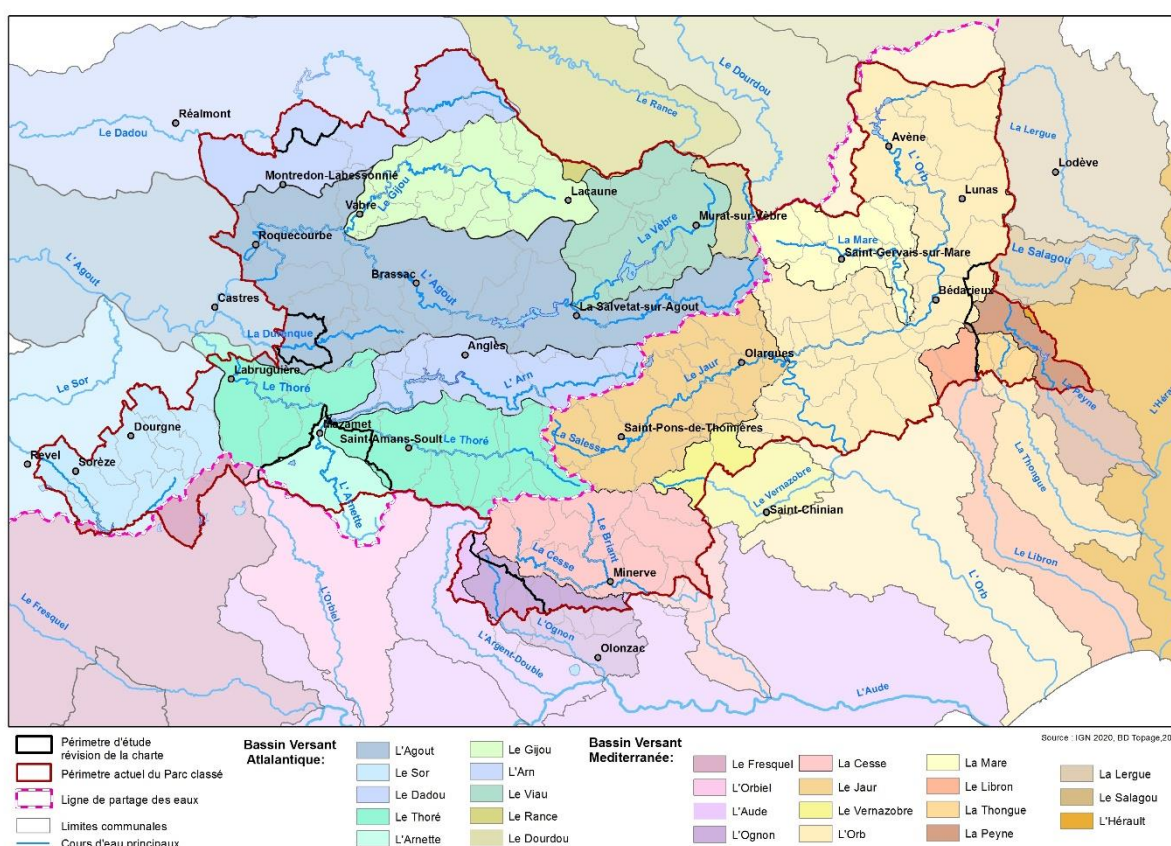 Le Dourdou
Le Rance
Réalmont
Le Dadou
Avène
L'Orb
La Lergue
Lodève
Montredon-Labessonnié
Vabre
Le Gijou
Lacaune
Lunas
La Vèbre
Murat-sur-Vèbre
Roquecourbe
La Mare
Saint-Gervais-sur-Mare
Le Salagou
L'Agout
Brassac
L'Agout
Castres
La Salvetat-sur-Agout
Bédarieux
La Durenque
Anglès
Olargues
Le Jaur
Labruguière
Le Thoré
L'Arn
La Peyne
L'Hérault
Le Sor
Dourgne
Mazamet
Saint-Amans-Soult
Le Thoré
Saint-Pons-de-Thomières
La Salesse
Revel
Sorèze
L'Arnette
La Thongue
Le Vernazobre
Saint-Chinian
La Cesse
Le Briant
Minerve
Le Libron
L'Orb
Le Fresquel
L'Orbiel
L'Ognon
L'Argent-Double
Olonzac
L'Aude
Source : IGN 2020, BD Topage,20
Périmetre d'étude
révision de la charte
Périmètre actuel du Parc classé
Ligne de partage des eaux
Limites communales
Cours d'eau principaux
Bassin Versant
Atlalantique:
L'Agout
Le Sor
Le Dadou
Le Thoré
L'Arnette
Le Gijou
L'Arn
Le Viau
Le Rance
Le Dourdou
Bassin Versant
Mediterranée:
Le Fresquel
L'Orbiel
L'Aude
L'Ognon
La Cesse
Le Jaur
Le Vernazobre
L'Orb
La Mare
Le Libron
La Thongue
La Peyne
La Lergue
Le Salagou
L'Hérault